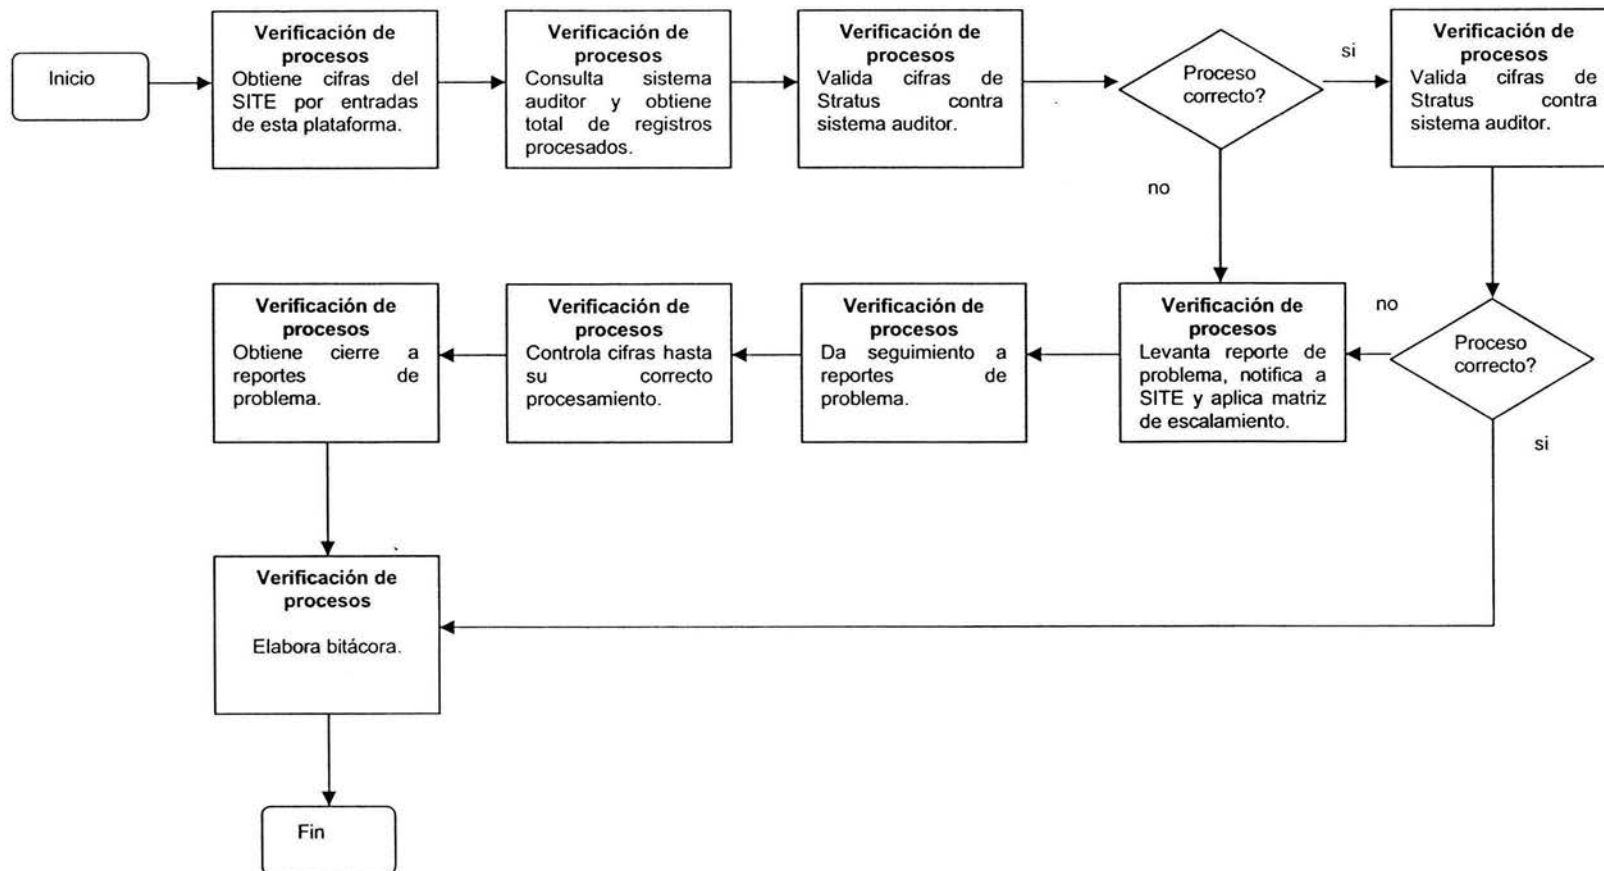 Inicio
Verificación de
procesos
Obtiene cifras del
SITE por entradas
de esta plataforma.
Verificación de
procesos
Consulta sistema
auditor y obtiene
total de registros
procesados.
Verificación de
procesos
Valida cifras de
Stratus contra
sistema auditor.
Proceso
correcto?
si
Verificación de
procesos
Valida cifras de
Stratus contra
sistema auditor.
no
Verificación de
procesos
Obtiene cierre a
reportes de
problema.
Verificación de
procesos
Controla cifras hasta
su correcto
procesamiento.
Verificación de
procesos
Da seguimiento a
reportes de
problema.
Verificación de
procesos
Levanta reporte de
problema, notifica a
SITE y aplica matriz
de escalamiento.
no
Proceso
correcto?
si
Verificación de
procesos
Elabora bitácora.
Fin